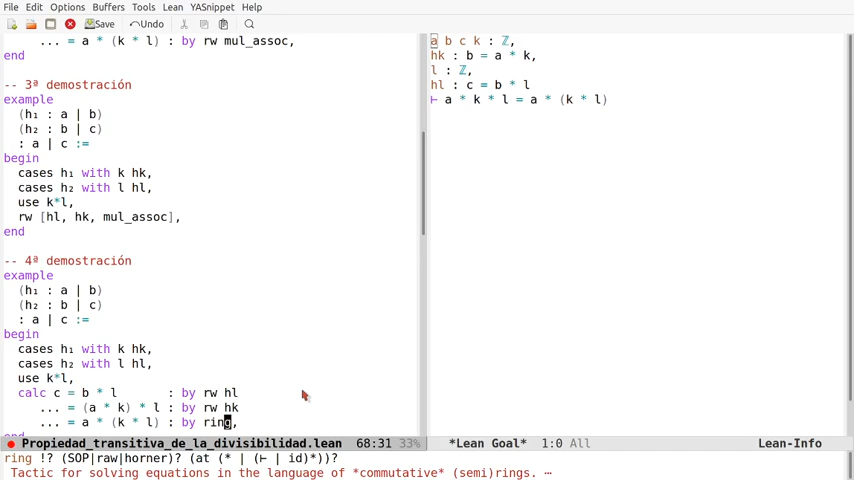 File Edit Options Buffers Tools Lean YASnippet Help
Save Undo
... = a * (k * l) : by rw mul_assoc,
end
-- 3ª demostración
example
(h₁ : a | b)
(h₂ : b | c)
: a | c :=
begin
cases h₁ with k hk,
cases h₂ with l hl,
use k*l,
rw [hl, hk, mul_assoc],
end
-- 4ª demostración
example
(h₁ : a | b)
(h₂ : b | c)
: a | c :=
begin
cases h₁ with k hk,
cases h₂ with l hl,
use k*l,
calc c = b * l : by rw hl
... = (a * k) * l : by rw hk
... = a * (k * l) : by ring,
end
a b c k : ℤ,
hk : b = a * k,
l : ℤ,
hl : c = b * l
⊢ a * k * l = a * (k * l)
Propiedad_transitiva_de_la_divisibilidad.lean 68:31 33%
*Lean Goal* 1:0 All Lean-Info
ring !? (SOP|raw|horner)? (at (* | (⊢ | id)*))?
Tactic for solving equations in the language of *commutative* (semi)rings. ⋯